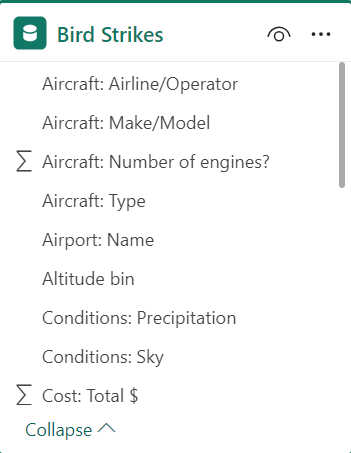 Bird Strikes
Aircraft: Airline/Operator
Aircraft: Make/Model
∑ Aircraft: Number of engines?
Aircraft: Type
Airport: Name
Altitude bin
Conditions: Precipitation
Conditions: Sky
∑ Cost: Total $
Collapse